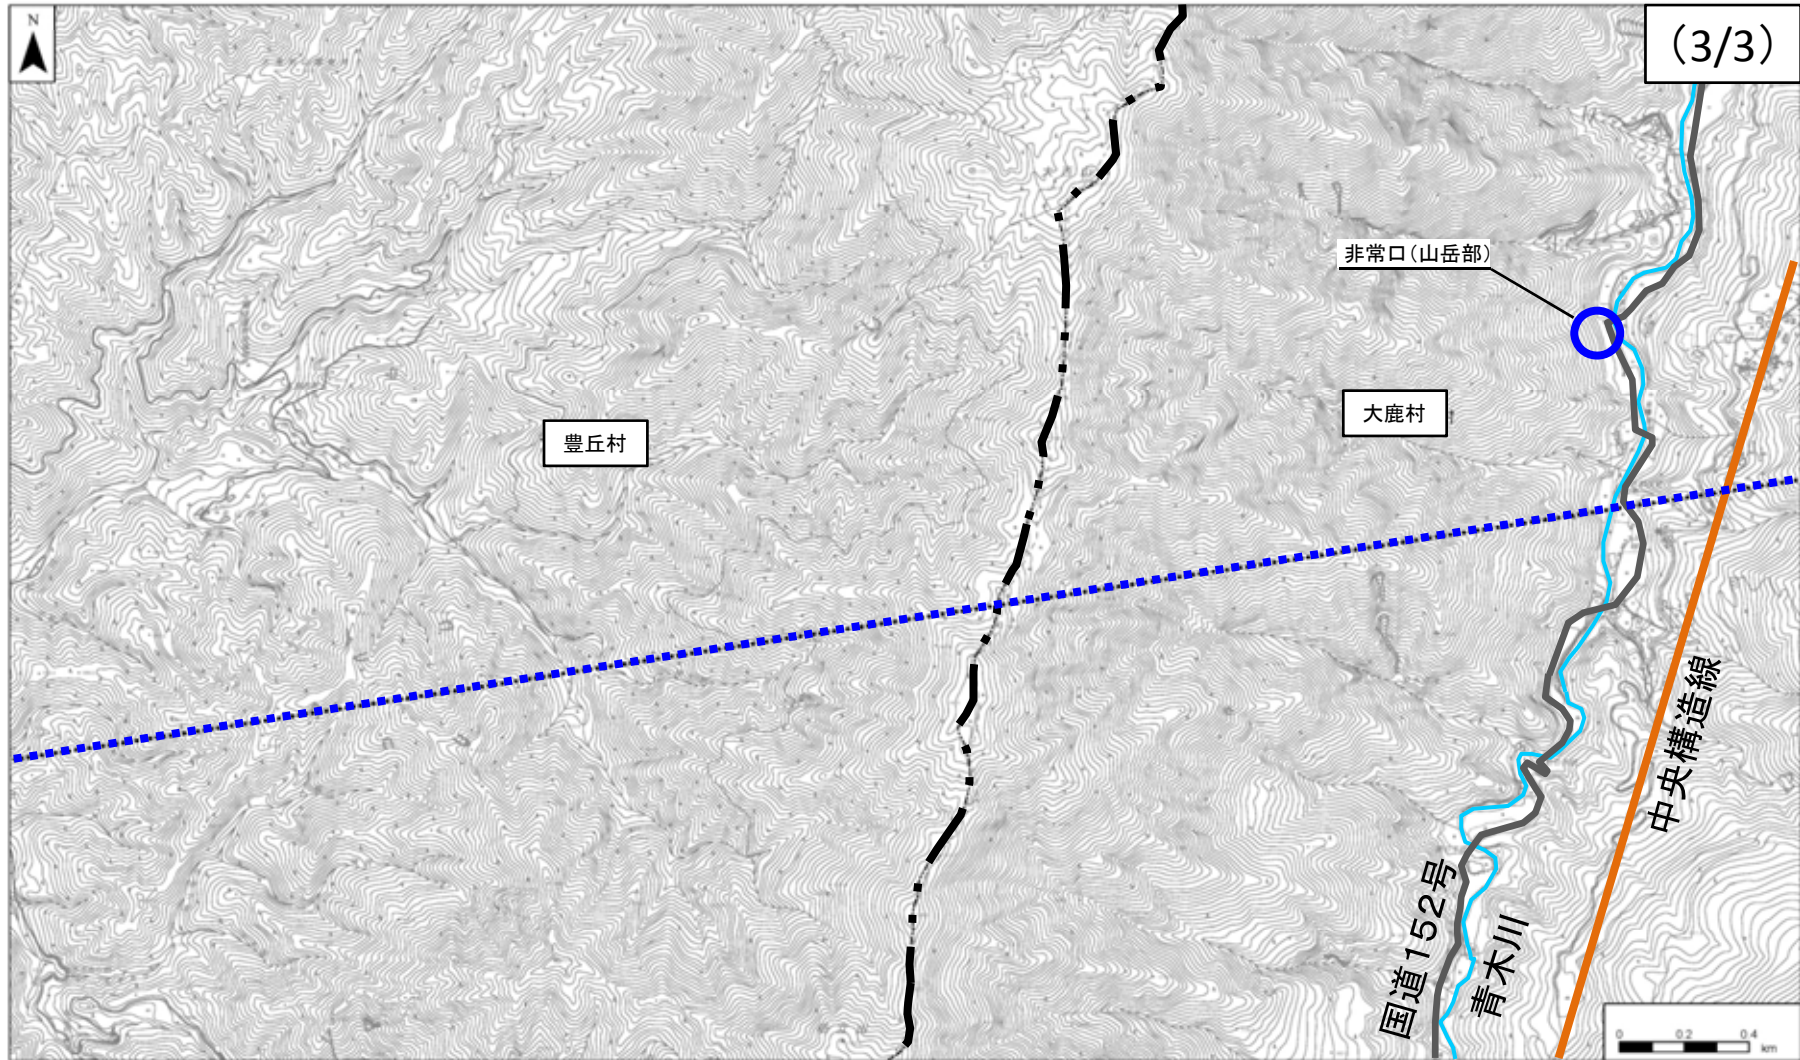 N
（3/3）
非常口（山岳部）
大鹿村
豊丘村
中央構造線
国道152号
青木川
0 0.2 0.4
km